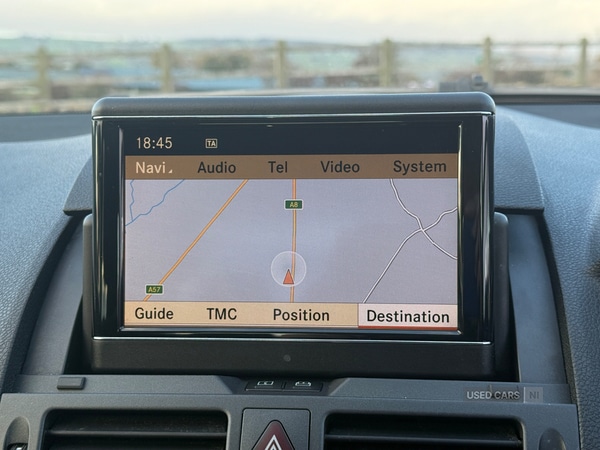 18:45 TA
Navi Audio Tel Video System
A8
A57
Guide TMC Position Destination
USED CARS NI